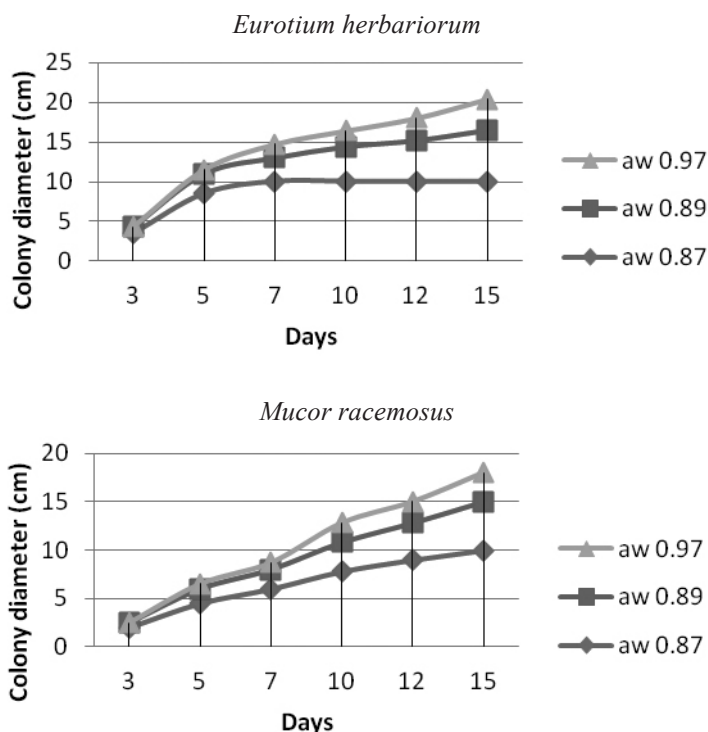 Eurotium herbariorum
25
20
15
10
5
0
Colony diameter (cm)
3 5 7 10 12 15
Days
aw 0.97
aw 0.89
aw 0.87
Mucor racemosus
20
15
10
5
0
Colony diameter (cm)
3 5 7 10 12 15
Days
aw 0.97
aw 0.89
aw 0.87